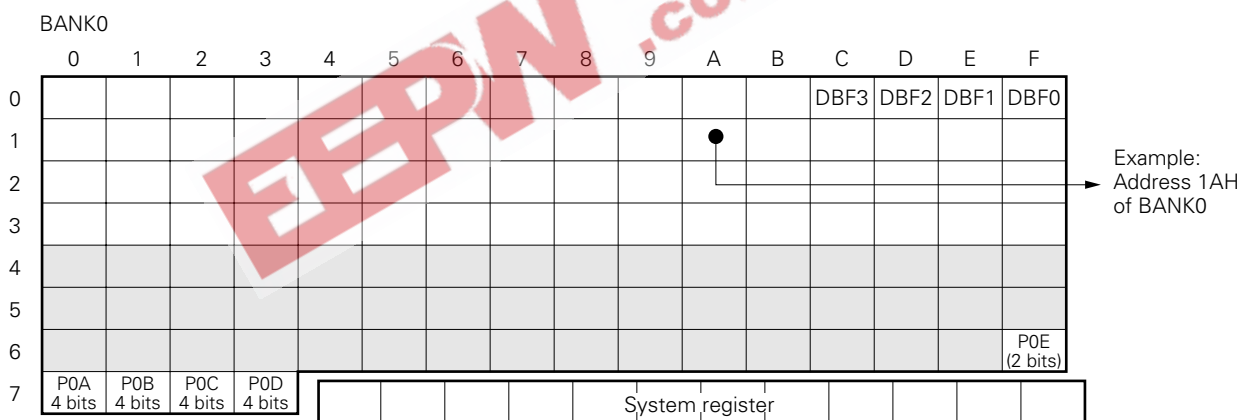 BANK0
0 1 2 3 4 5 6 7 8 9 A B C D E F
0 DBF3 DBF2 DBF1 DBF0
1
Example:
Address 1AH
of BANK0
2
3
4
5
6 P0E
(2 bits)
7 P0A P0B P0C P0D
4 bits 4 bits 4 bits 4 bits
System register
EEPW .co